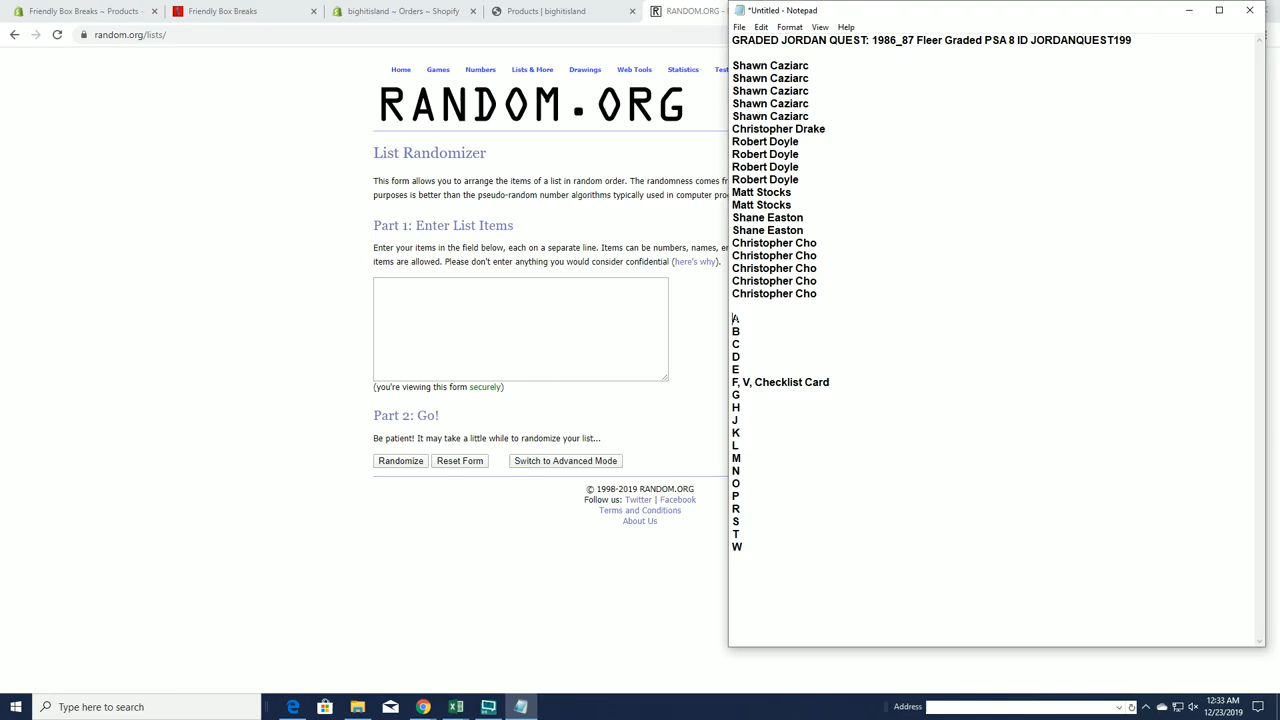 Friendly Box Breaks ~ Produc
Friendly Box Breaks
bighitisland ~ Orders ~ Shopify
Products | bighitisland
RANDOM.ORG -
random.org/lists/
Home Games Numbers Lists & More Drawings Web Tools Statistics Test
RANDOM.ORG
List Randomizer
This form allows you to arrange the items of a list in random order. The randomness comes fr
purposes is better than the pseudo-random number algorithms typically used in computer pro
Part 1: Enter List Items
Enter your items in the field below, each on a separate line. Items can be numbers, names, e
items are allowed. Please don't enter anything you would consider confidential (here's why).
(you're viewing this form securely)
Part 2: Go!
Be patient! It may take a little while to randomize your list...
Randomize Reset Form Switch to Advanced Mode
© 1998-2019 RANDOM.ORG
Follow us: Twitter | Facebook
Terms and Conditions
About Us
*Untitled - Notepad
File Edit Format View Help
GRADED JORDAN QUEST: 1986_87 Fleer Graded PSA 8 ID JORDANQUEST199
Shawn Caziarc
Shawn Caziarc
Shawn Caziarc
Shawn Caziarc
Shawn Caziarc
Christopher Drake
Robert Doyle
Robert Doyle
Robert Doyle
Robert Doyle
Matt Stocks
Matt Stocks
Shane Easton
Shane Easton
Christopher Cho
Christopher Cho
Christopher Cho
Christopher Cho
Christopher Cho
A
B
C
D
E
F, V, Checklist Card
G
H
J
K
L
M
N
O
P
R
S
T
W
Type here to search
Address
12:33 AM
12/23/2019